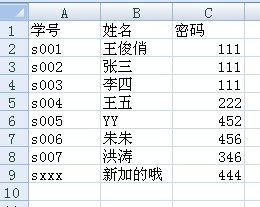 A B C
1 学号 姓名 密码
2 s001 王俊俏 111
3 s002 张三 111
4 s003 李四 111
5 s004 王五 222
6 s005 YY 452
7 s006 朱朱 456
8 s007 洪涛 346
9 sxxx 新加的哦 444
10